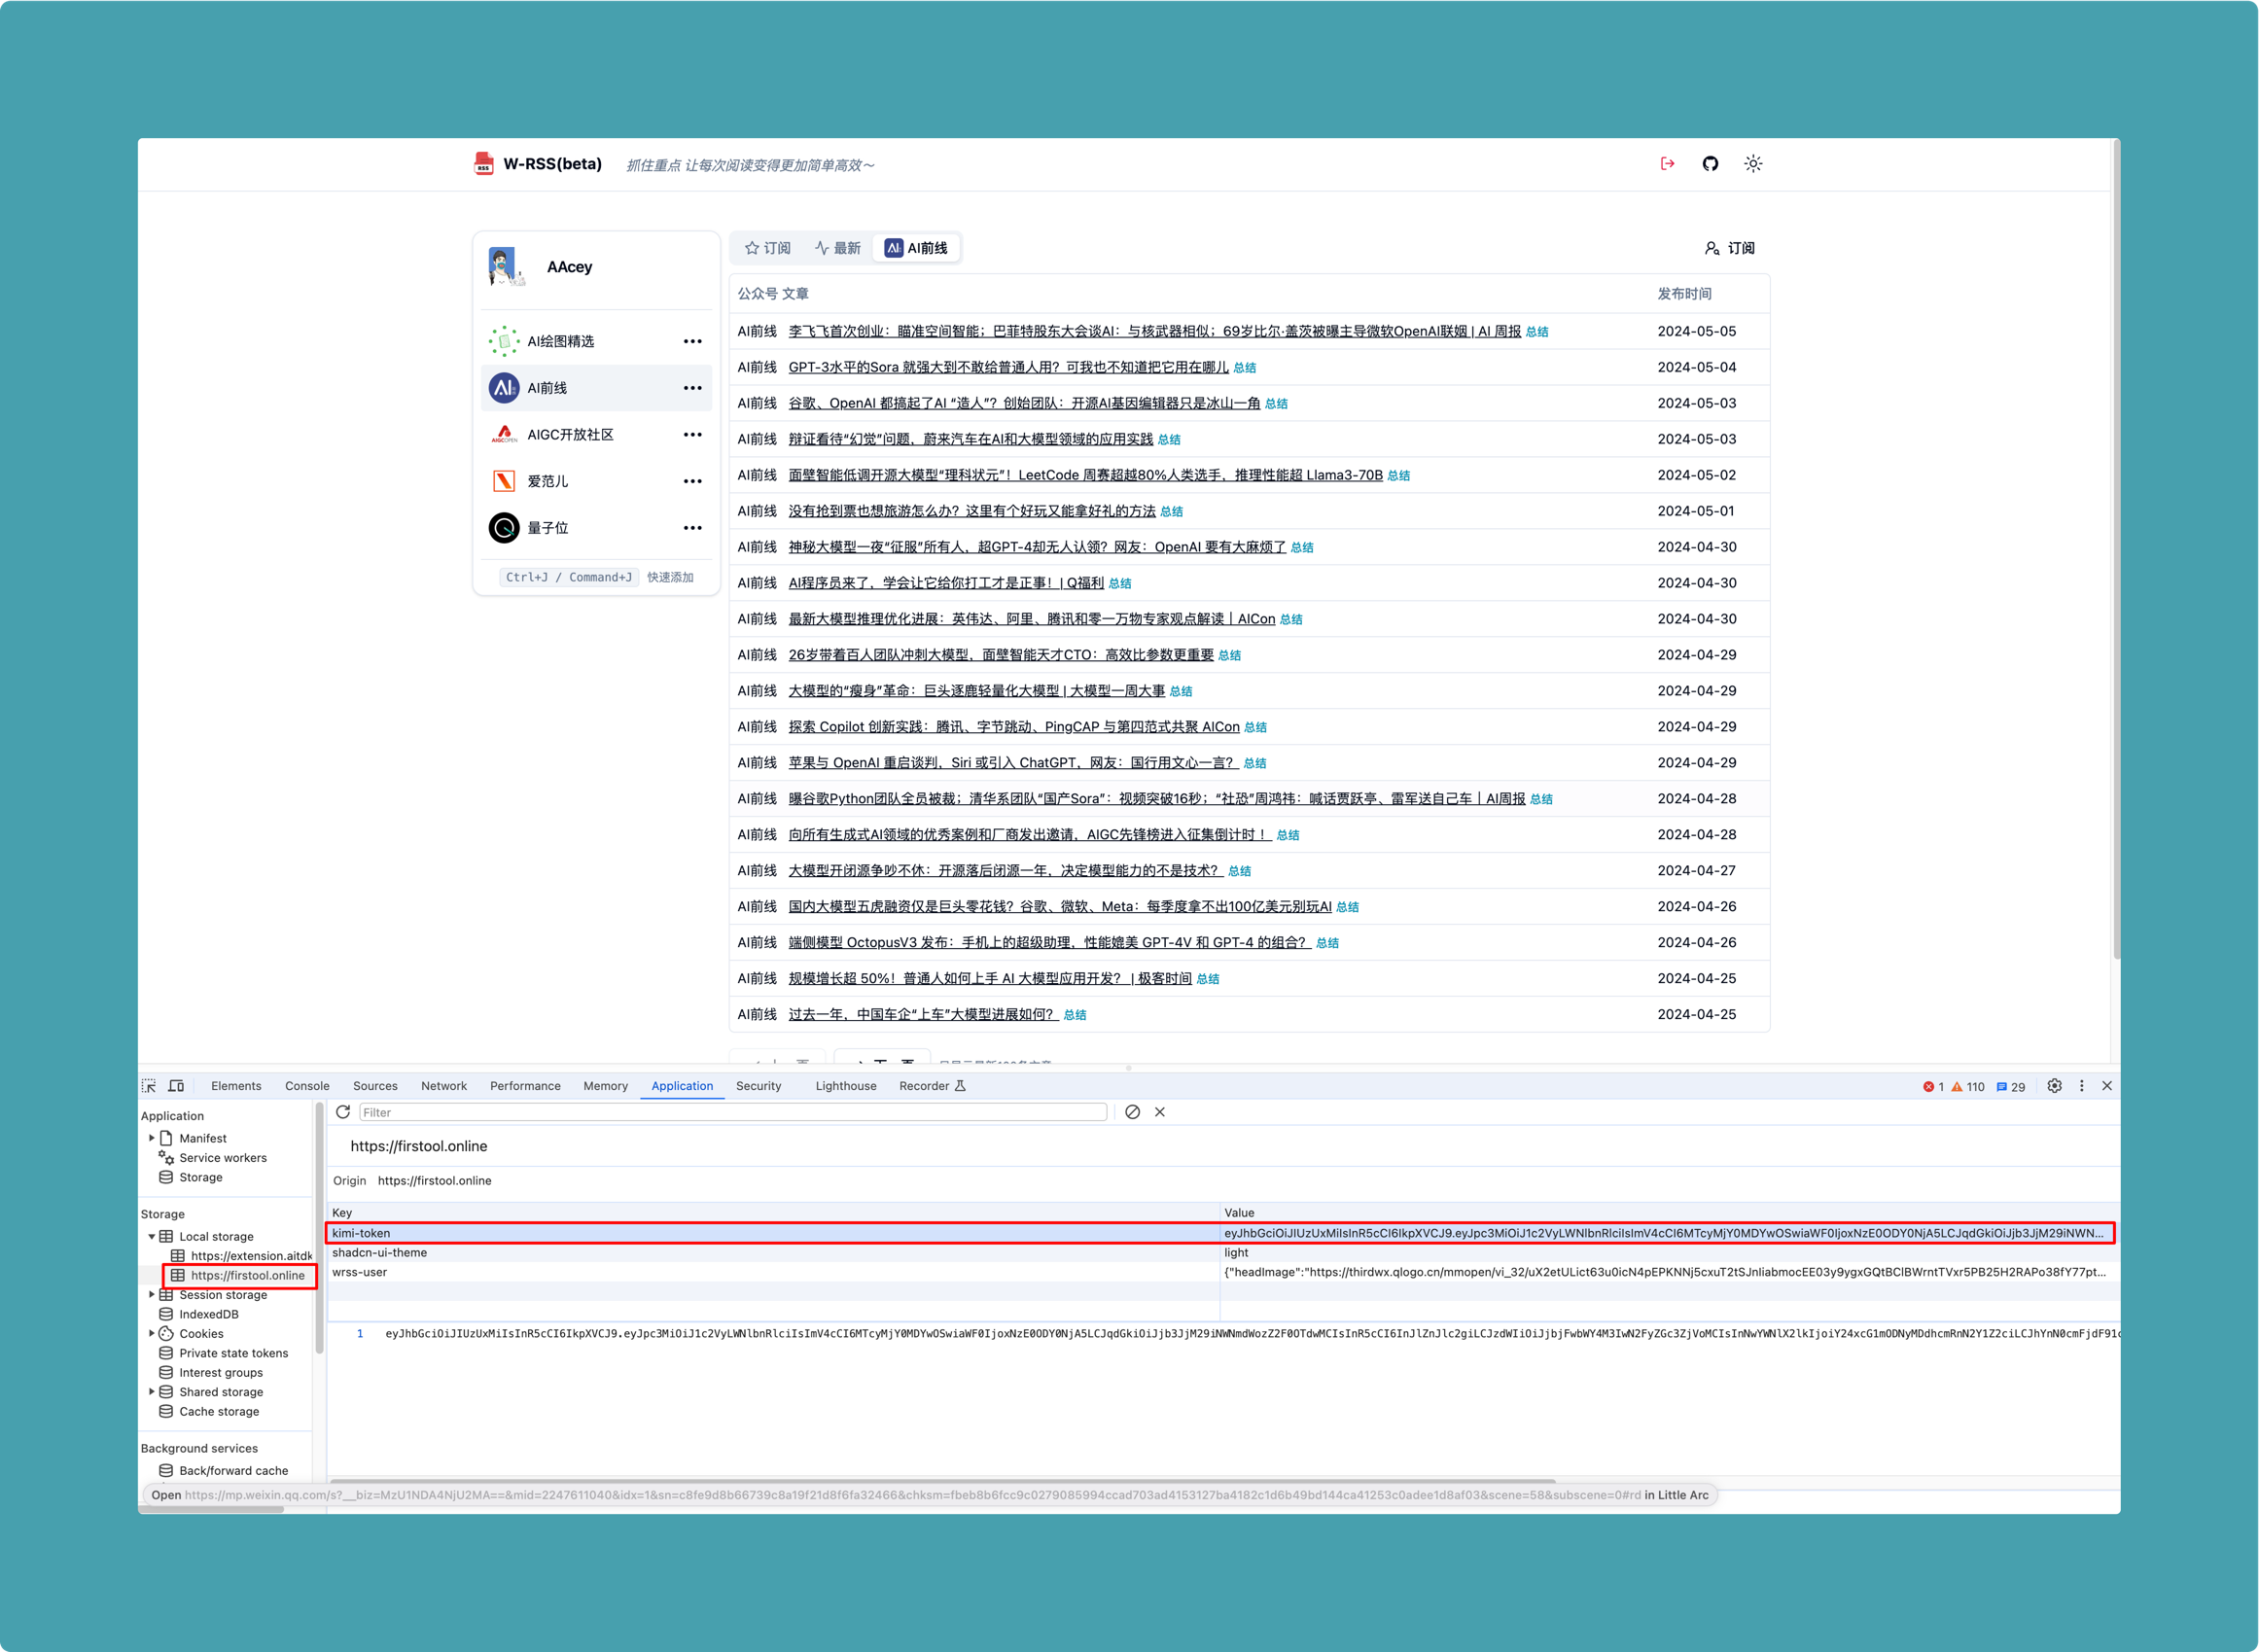 W-RSS(beta) 抓住重点 让每次阅读变得更加简单高效～
AAcey
AI绘图精选
AI前线
AIGC开放社区
爱范儿
量子位
Ctrl+J / Command+J 快速添加
订阅 最新 AI前线 订阅
公众号 文章 发布时间
AI前线 李飞飞首次创业：瞄准空间智能；巴菲特股东大会谈AI：与核武器相似；69岁比尔·盖茨被曝主导微软OpenAI联姻 | AI 周报 总结 2024-05-05
AI前线 GPT-3水平的Sora 就强大到不敢给普通人用？可我也不知道把它用在哪儿 总结 2024-05-04
AI前线 谷歌、OpenAI 都搞起了AI “造人”？创始团队：开源AI基因编辑器只是冰山一角 总结 2024-05-03
AI前线 辩证看待“幻觉”问题，蔚来汽车在AI和大模型领域的应用实践 总结 2024-05-03
AI前线 面壁智能低调开源大模型“理科状元”！LeetCode 周赛超越80%人类选手，推理性能超 Llama3-70B 总结 2024-05-02
AI前线 没有抢到票也想旅游怎么办？这里有个好玩又能拿好礼的方法 总结 2024-05-01
AI前线 神秘大模型一夜“征服”所有人，超GPT-4却无人认领？网友：OpenAI 要有大麻烦了 总结 2024-04-30
AI前线 AI程序员来了，学会让它给你打工才是正事！| Q福利 总结 2024-04-30
AI前线 最新大模型推理优化进展：英伟达、阿里、腾讯和零一万物专家观点解读｜AICon 总结 2024-04-30
AI前线 26岁带着百人团队冲刺大模型，面壁智能天才CTO：高效比参数更重要 总结 2024-04-29
AI前线 大模型的“瘦身”革命：巨头逐鹿轻量化大模型 | 大模型一周大事 总结 2024-04-29
AI前线 探索 Copilot 创新实践：腾讯、字节跳动、PingCAP 与第四范式共聚 AICon 总结 2024-04-29
AI前线 苹果与 OpenAI 重启谈判，Siri 或引入 ChatGPT，网友：国行用文心一言？ 总结 2024-04-29
AI前线 曝谷歌Python团队全员被裁；清华系团队“国产Sora”：视频突破16秒；“社恐”周鸿祎：喊话贾跃亭、雷军送自己车｜AI周报 总结 2024-04-28
AI前线 向所有生成式AI领域的优秀案例和厂商发出邀请，AIGC先锋榜进入征集倒计时！ 总结 2024-04-28
AI前线 大模型开闭源争吵不休：开源落后闭源一年，决定模型能力的不是技术？ 总结 2024-04-27
AI前线 国内大模型五虎融资仅是巨头零花钱？谷歌、微软、Meta：每季度拿不出100亿美元别玩AI 总结 2024-04-26
AI前线 端侧模型 OctopusV3 发布：手机上的超级助理，性能媲美 GPT-4V 和 GPT-4 的组合？ 总结 2024-04-26
AI前线 规模增长超 50%！普通人如何上手 AI 大模型应用开发？ | 极客时间 总结 2024-04-25
AI前线 过去一年，中国车企“上车”大模型进展如何？ 总结 2024-04-25
Elements Console Sources Network Performance Memory Application Security Lighthouse Recorder 1 110 29
Application
Manifest
Service workers
Storage
Storage
Local storage
https://extension.aitdk
https://firstool.online
Session storage
IndexedDB
Cookies
Private state tokens
Interest groups
Shared storage
Cache storage
Background services
Back/forward cache
Filter
https://firstool.online
Origin https://firstool.online
Key Value
kimi-token
shadcn-ui-theme light
wrss-user
Open
in Little Arc